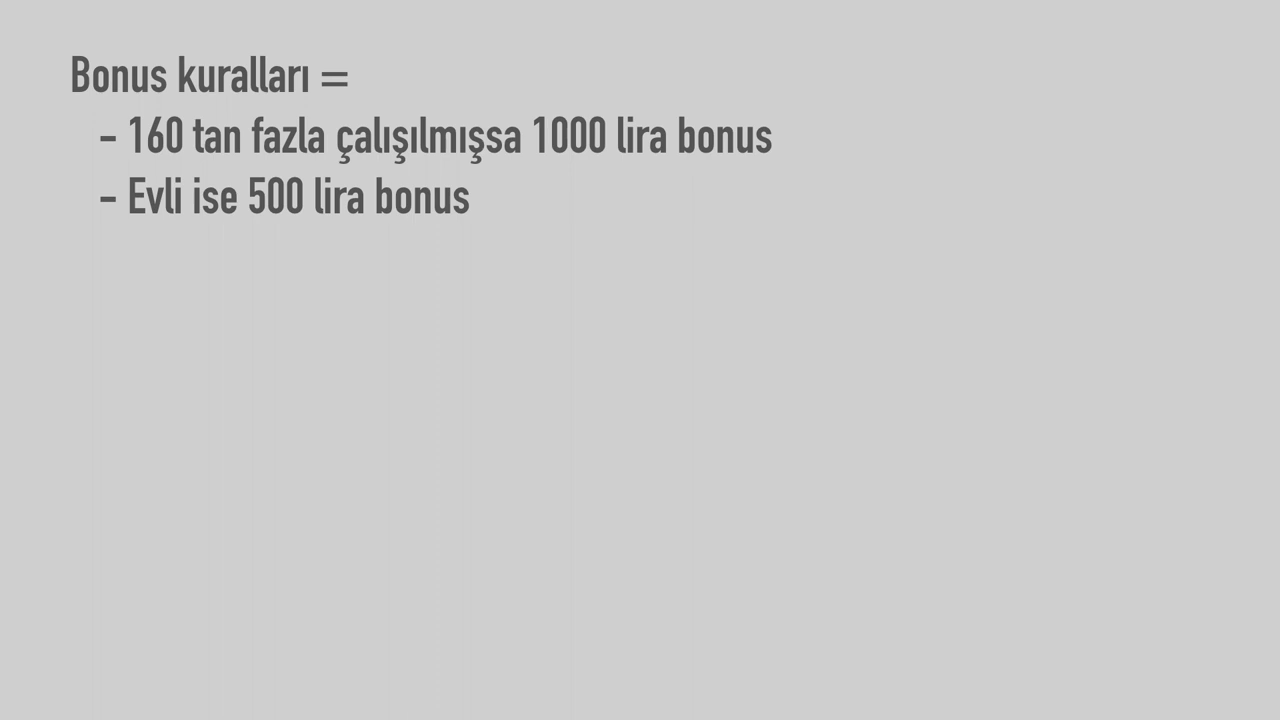 Bonus kuralları =
- 160 tan fazla çalışılmışsa 1000 lira bonus
- Evli ise 500 lira bonus